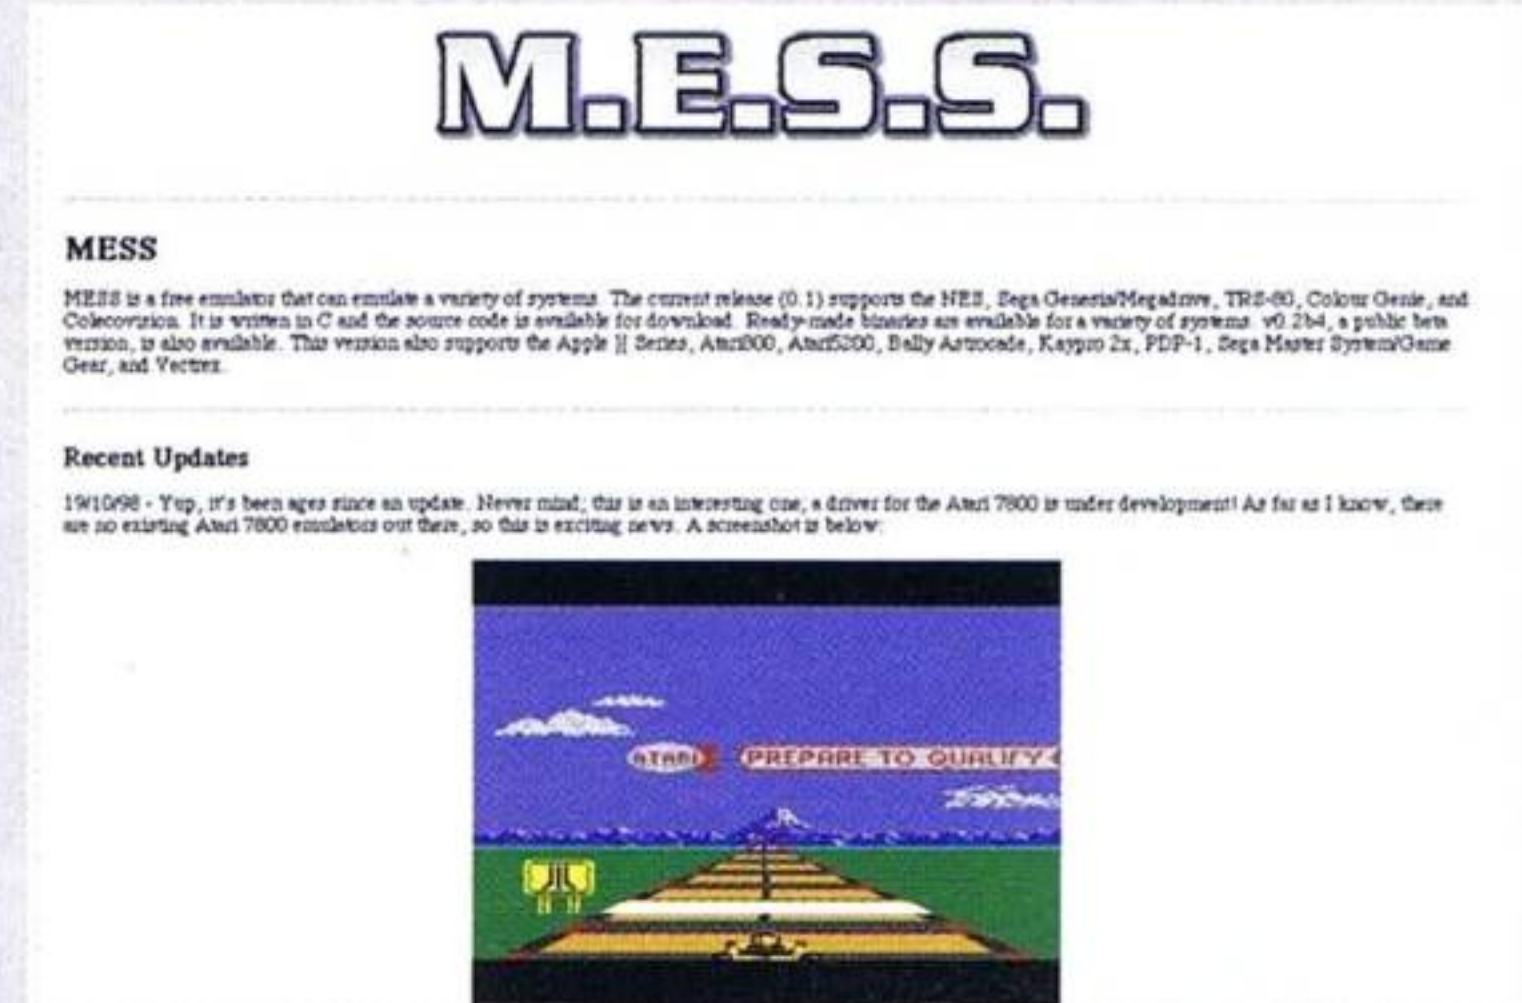 M.E.S.S.
MESS
MESS is a free emulator that can emulate a variety of systems. The current release (0.1) supports the NES, Sega Genesis/Megadrive, TRS-80, Colour Genie, and
Colecovision. It is written in C and the source code is available for download. Ready-made binaries are available for a variety of systems. v0.2b4, a public beta
version, is also available. This version also supports the Apple ][ Series, Atari800, Atari5200, Bally Astrocade, Kaypro 2x, PDP-1, Sega Master System/Game
Gear, and Vectrex.
Recent Updates
19/10/98 - Yup, it's been ages since an update. Never mind; this is an interesting one; a driver for the Atari 7800 is under development! As far as I know, there
are no existing Atari 7800 emulators out there, so this is exciting news. A screenshot is below:
ATARI PREPARE TO QUALIFY